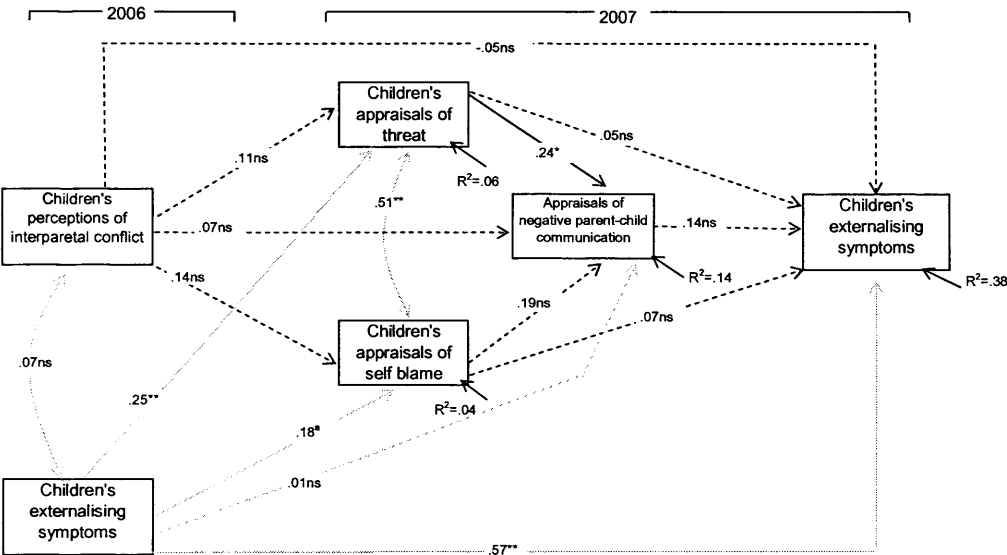 2006
2007
-.05ns
Children's
appraisals of
threat
.05ns
.11ns
.24*
R²=.06
Children's
perceptions of
interparetal conflict
.51**
Appraisals of
negative parent-child
communication
Children's
externalising
symptoms
.07ns
.14ns
.14ns
R²=.14
R²=.38
.19ns
.07ns
Children's
appraisals of
self blame
.07ns
.25**
R²=.04
.18ª
.01ns
Children's
externalising
symptoms
.57**